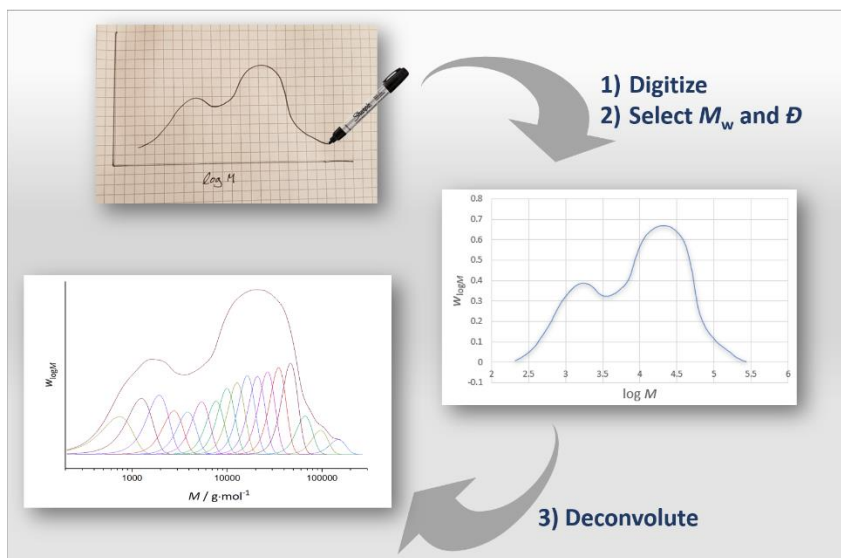 log M
Sharpie
1) Digitize
2) Select Mw and Đ
0.8
0.7
0.6
0.5
0.4
0.3
0.2
0.1
0
-0.1
wlogM
2 2.5 3 3.5 4 4.5 5 5.5 6
log M
wlogM
1000 10000 100000
M / g·mol⁻¹
3) Deconvolute